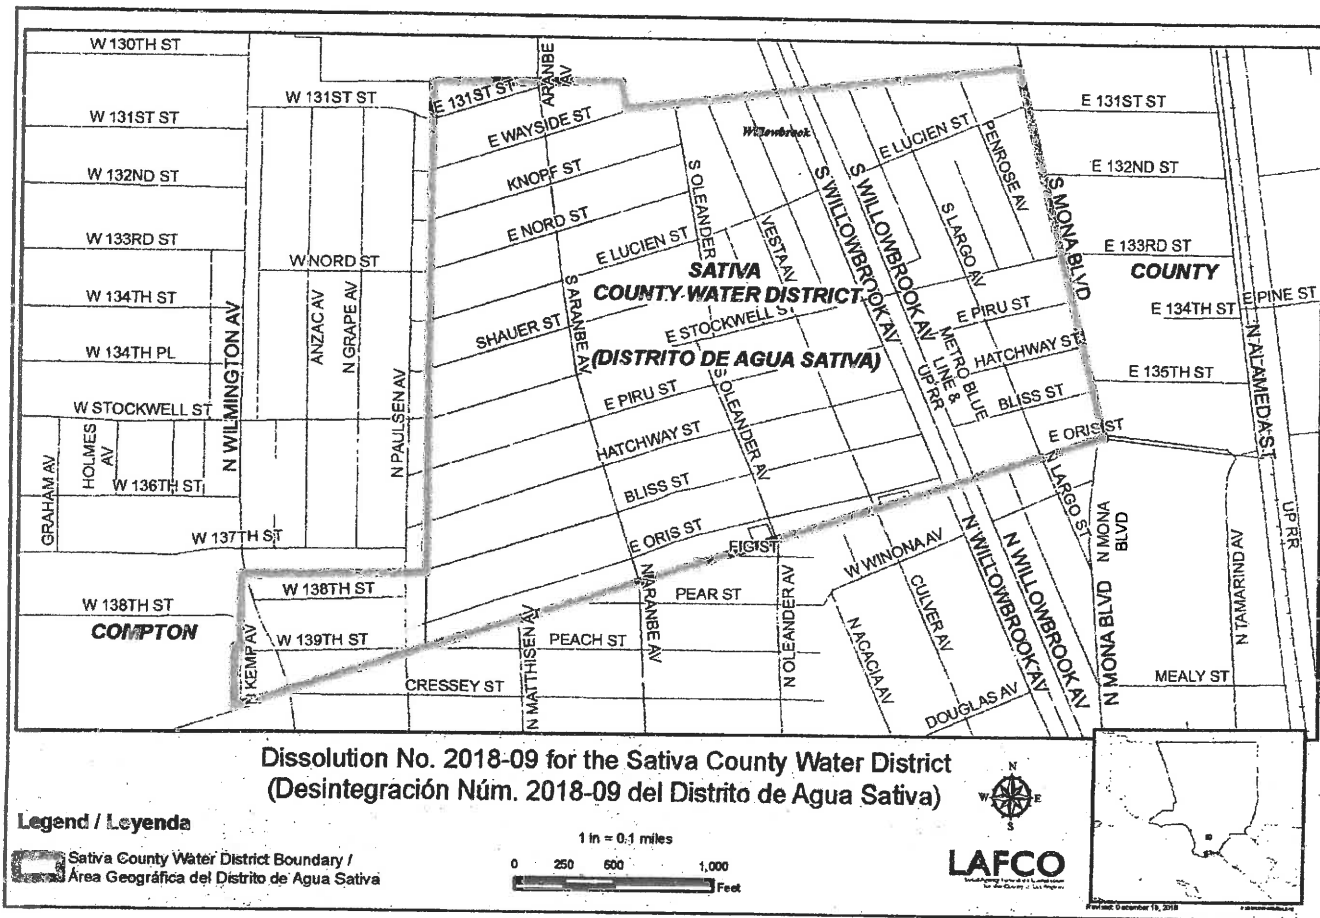 W 130TH ST
W 131ST ST
ARANBE AV
E 131ST ST
E 131ST ST
W 131ST ST
E WAYSIDE ST
Willowbrook
E LUCIEN ST
PENROSE AV
W 132ND ST
KNOPF ST
E 132ND ST
S OLEANDER
S WILLOWBROOK AV
S WILLOWBROOK AV
S MONA BLVD
E NORD ST
W 133RD ST
E LUCIEN ST
VESTA AV
S LARGO AV
E 133RD ST
W NORD ST
SATIVA
COUNTY WATER DISTRICT
COUNTY
W 134TH ST
ANZAC AV
N GRAPE AV
S ARANBE AV
SHAUER ST
E STOCKWELL ST
E PIRU ST
E 134TH ST
E PINE ST
W 134TH PL
(DISTRITO DE AGUA SATIVA)
HATCHWAY ST
N WILMINGTON AV
N PAULSEN AV
UPRR
METRO BLUE
LINE &
N ALAMEDA ST
E 135TH ST
E PIRU ST
S OLEANDER AV
BLISS ST
W STOCKWELL ST
HOLMES
AV
HATCHWAY ST
E ORIS ST
GRAHAM AV
W 136TH ST
BLISS ST
N LARGO ST
W 137TH ST
E ORIS ST
N MONA
BLVD
UP RR
FIG ST
W WINONA AV
N WILLOWBROOK AV
N WILLOWBROOK AV
N TAMARIND AV
W 138TH ST
W 138TH ST
N ARANBE AV
PEAR ST
N OLEANDER AV
CULVER AV
N MONA BLVD
COMPTON
N KEMP AV
W 139TH ST
N MATTHISEN AV
PEACH ST
N ACACIA AV
CRESSEY ST
DOUGLAS AV
MEALY ST
Dissolution No. 2018-09 for the Sativa County Water District
(Desintegración Núm. 2018-09 del Distrito de Agua Sativa)
N
W E
S
Legend / Leyenda
Sativa County Water District Boundary /
Área Geográfica del Distrito de Agua Sativa
1 in = 0.1 miles
0 250 500 1,000
Feet
LAFCO
Revised: December 18, 2018